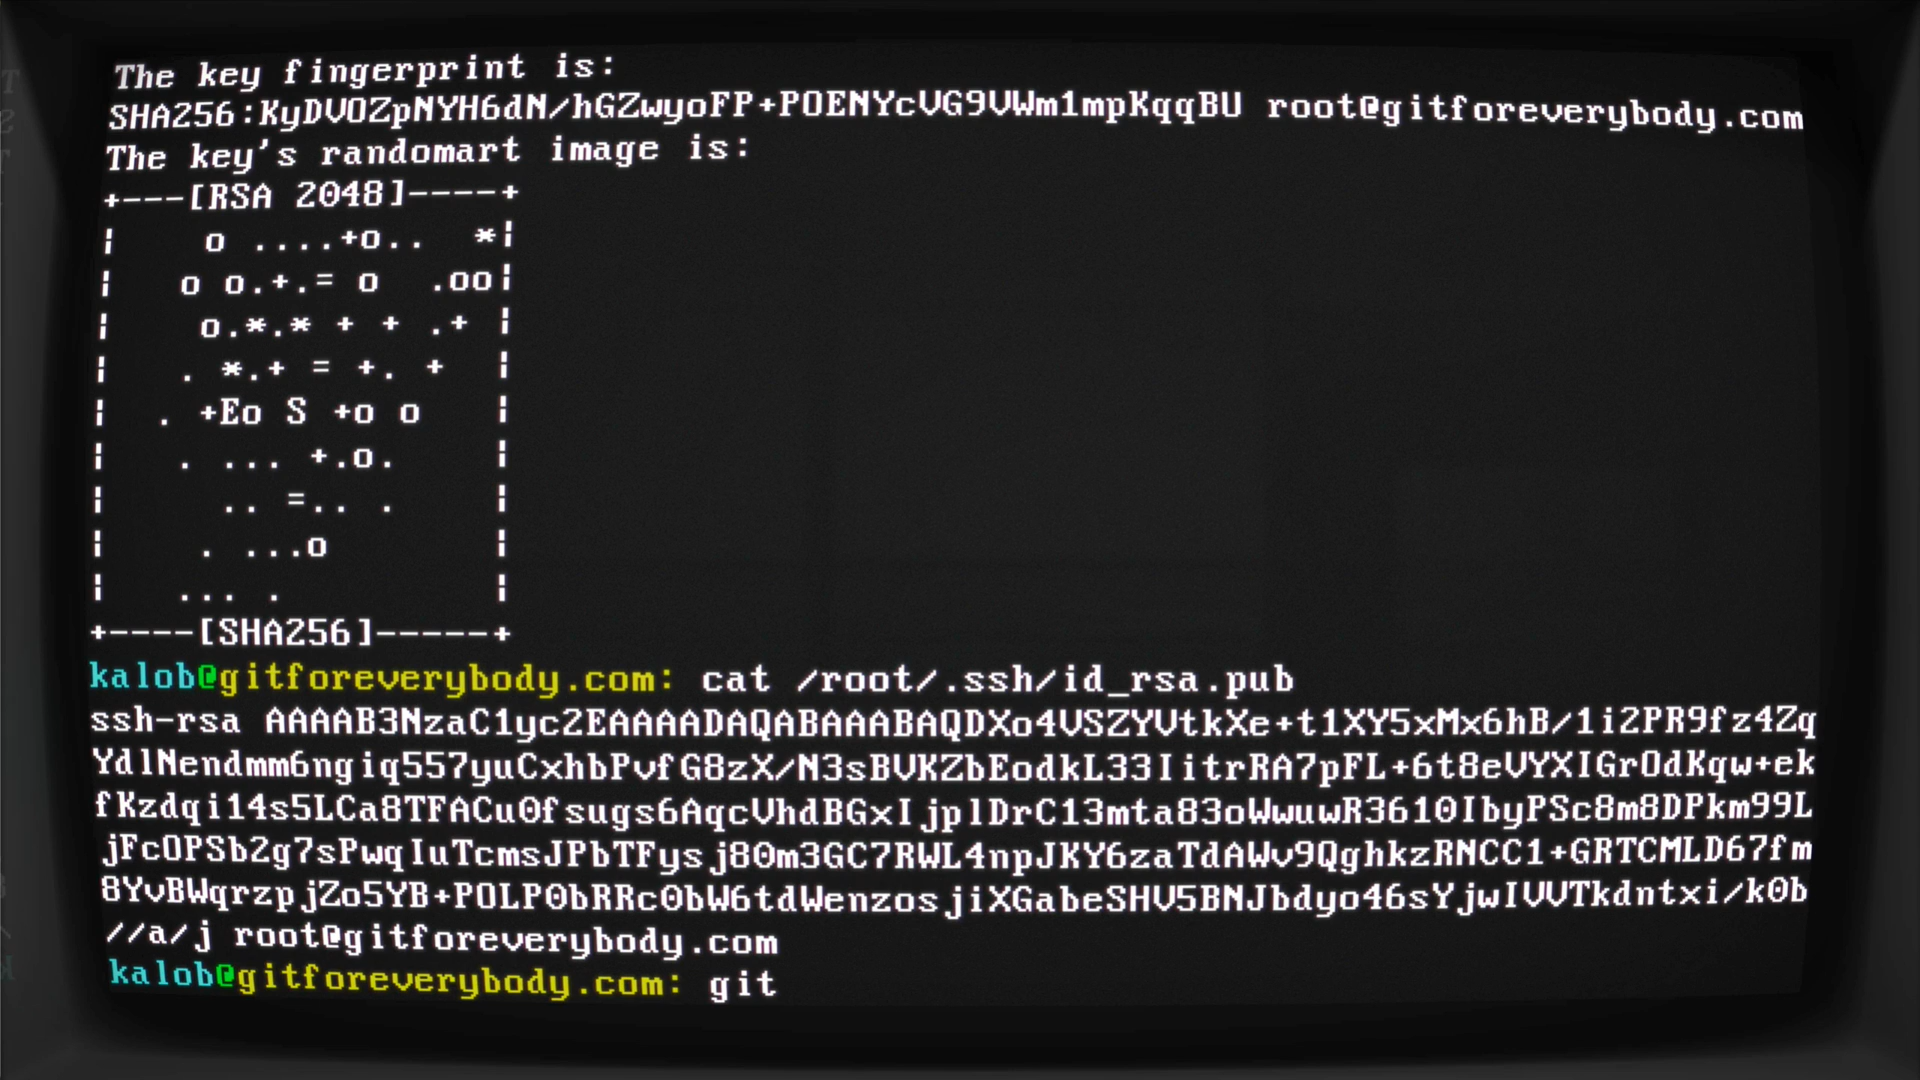 The key fingerprint is:
SHA256:KyDVOZpNYH6dN/hGZwyoFP+POENYcVG9VWm1mpKqqBU root@gitforeverybody.com
The key's randomart image is:
+---[RSA 2048]----+
|    o ....+o..  *|
|   o o.+.= o  .oo|
|    o.*.* + + .+ |
|   . *.+ = +. +  |
|  . +Eo S +o o   |
|   . ... +.o.    |
|     .. =.. .    |
|    . ...o       |
|   ... .         |
+----[SHA256]-----+
kalob@gitforeverybody.com: cat /root/.ssh/id_rsa.pub
ssh-rsa AAAAB3NzaC1yc2EAAAADAQABAAABAQDXo4VSZYVtkXe+t1XY5xMx6hB/1i2PR9fz4Zq
YdlNendmm6ngiq557yuCxhbPvfG8zX/N3sBVKZbEodkL33IitrRA7pFL+6t8eVYXIGrOdKqw+ek
fKzdqi14s5LCa8TFACu0fsugs6AqcVhdBGxIjplDrC13mta83oWwuwR3610IbyPSc8m8DPkm99L
jFcOPSb2g7sPwqIuTcmsJPbTFysj80m3GC7RWL4npJKY6zaTdAWv9QghkzRNCC1+GRTCMLD67fm
8YvBWqrzpjZo5YB+POLP0bRRc0bW6tdWenzosjiXGabeSHV5BNJbdyo46sYjwIVVTkdntxi/k0b
//a/j root@gitforeverybody.com
kalob@gitforeverybody.com: git